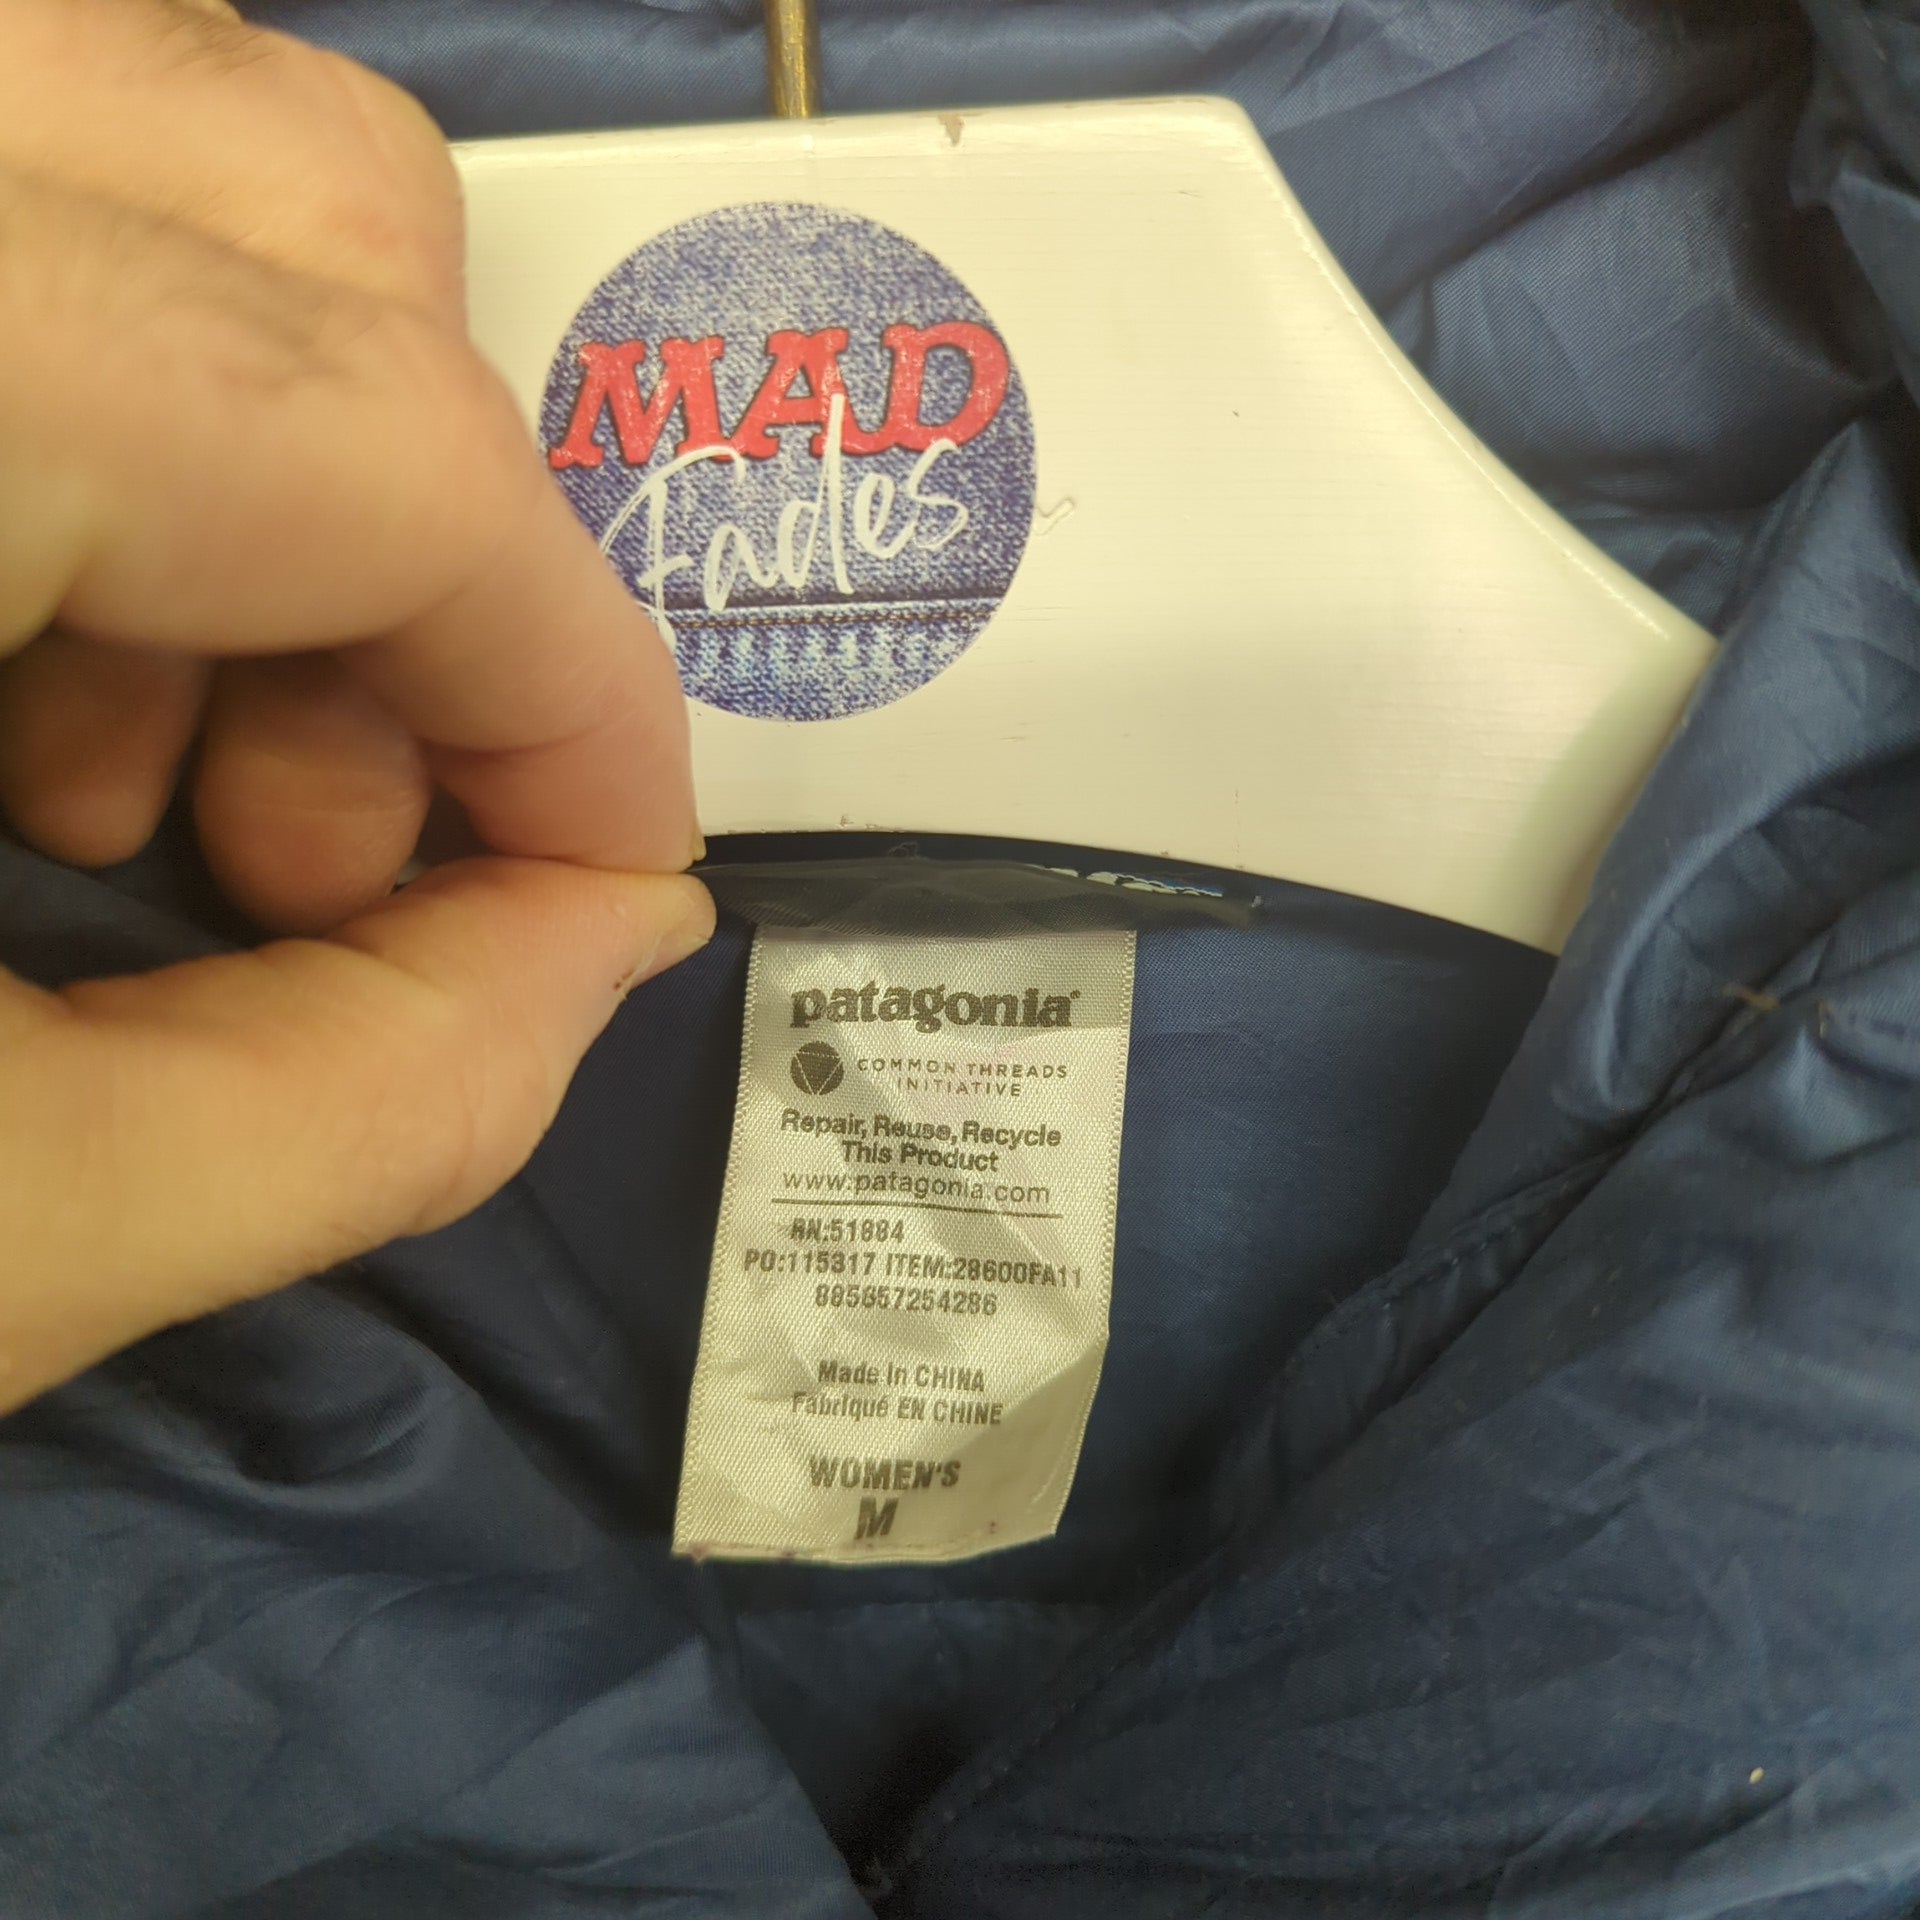 MAD
Fades
patagonia®
COMMON THREADS
INITIATIVE
Repair, Reuse, Recycle
This Product
www.patagonia.com
RN:51884
PO:115317 ITEM:28600FA11
885657254286
Made In CHINA
Fabriqué EN CHINE
WOMEN'S
M